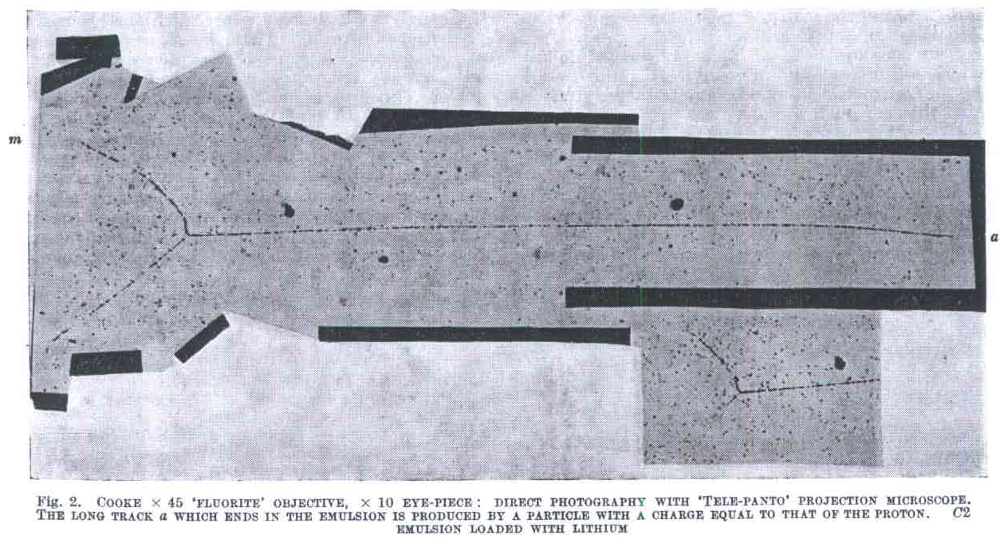 m
a
Fig. 2. COOKE × 45 'FLUORITE' OBJECTIVE, × 10 EYE-PIECE: DIRECT PHOTOGRAPHY WITH 'TELE-PANTO' PROJECTION MICROSCOPE.
THE LONG TRACK a WHICH ENDS IN THE EMULSION IS PRODUCED BY A PARTICLE WITH A CHARGE EQUAL TO THAT OF THE PROTON. C2
EMULSION LOADED WITH LITHIUM